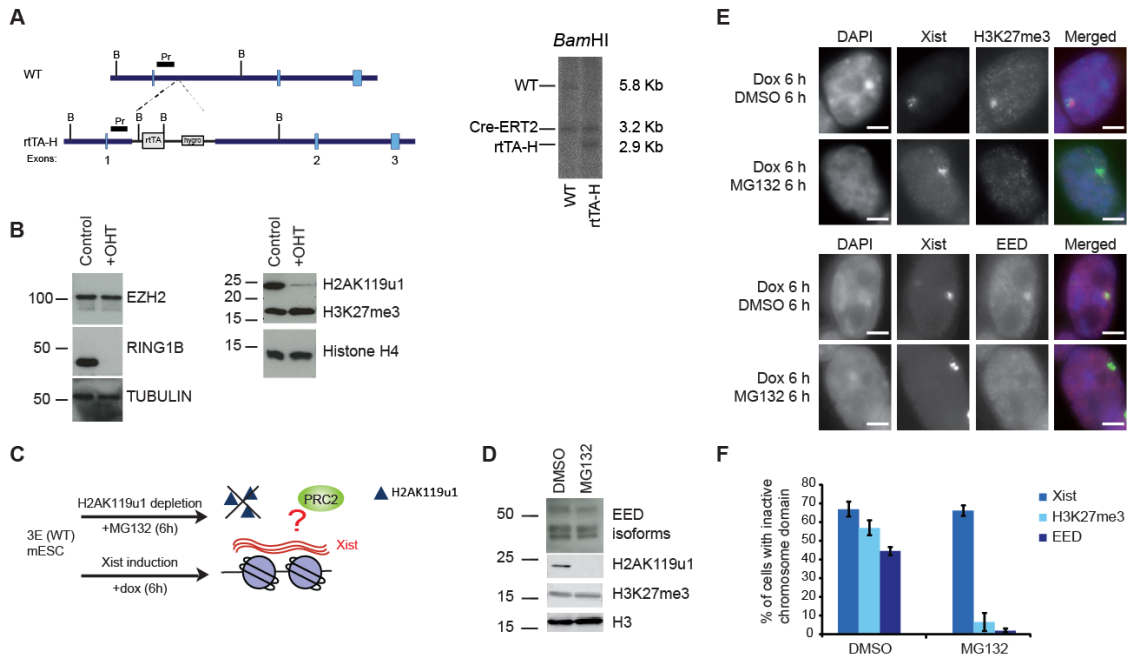 A
B
Pr
B
WT
B
Pr
B
B
B
rtTA
hygro
rtTA-H
Exons:
1
2
3
BamHI
WT
5.8 Kb
Cre-ERT2
3.2 Kb
rtTA-H
2.9 Kb
WT
rtTA-H
B
Control
+OHT
100
EZH2
50
RING1B
50
TUBULIN
Control
+OHT
25
20
15
H2AK119u1
H3K27me3
15
Histone H4
C
H2AK119u1 depletion
+MG132 (6h)
3E (WT)
mESC
Xist induction
+dox (6h)
PRC2
?
Xist
H2AK119u1
D
DMSO
MG132
50
EED
isoforms
25
H2AK119u1
15
H3K27me3
15
H3
E
DAPI
Xist
H3K27me3
Merged
Dox 6 h
DMSO 6 h
Dox 6 h
MG132 6 h
DAPI
Xist
EED
Merged
Dox 6 h
DMSO 6 h
Dox 6 h
MG132 6 h
F
% of cells with inactive
chromosome domain
80
70
60
50
40
30
20
10
0
DMSO
MG132
Xist
H3K27me3
EED